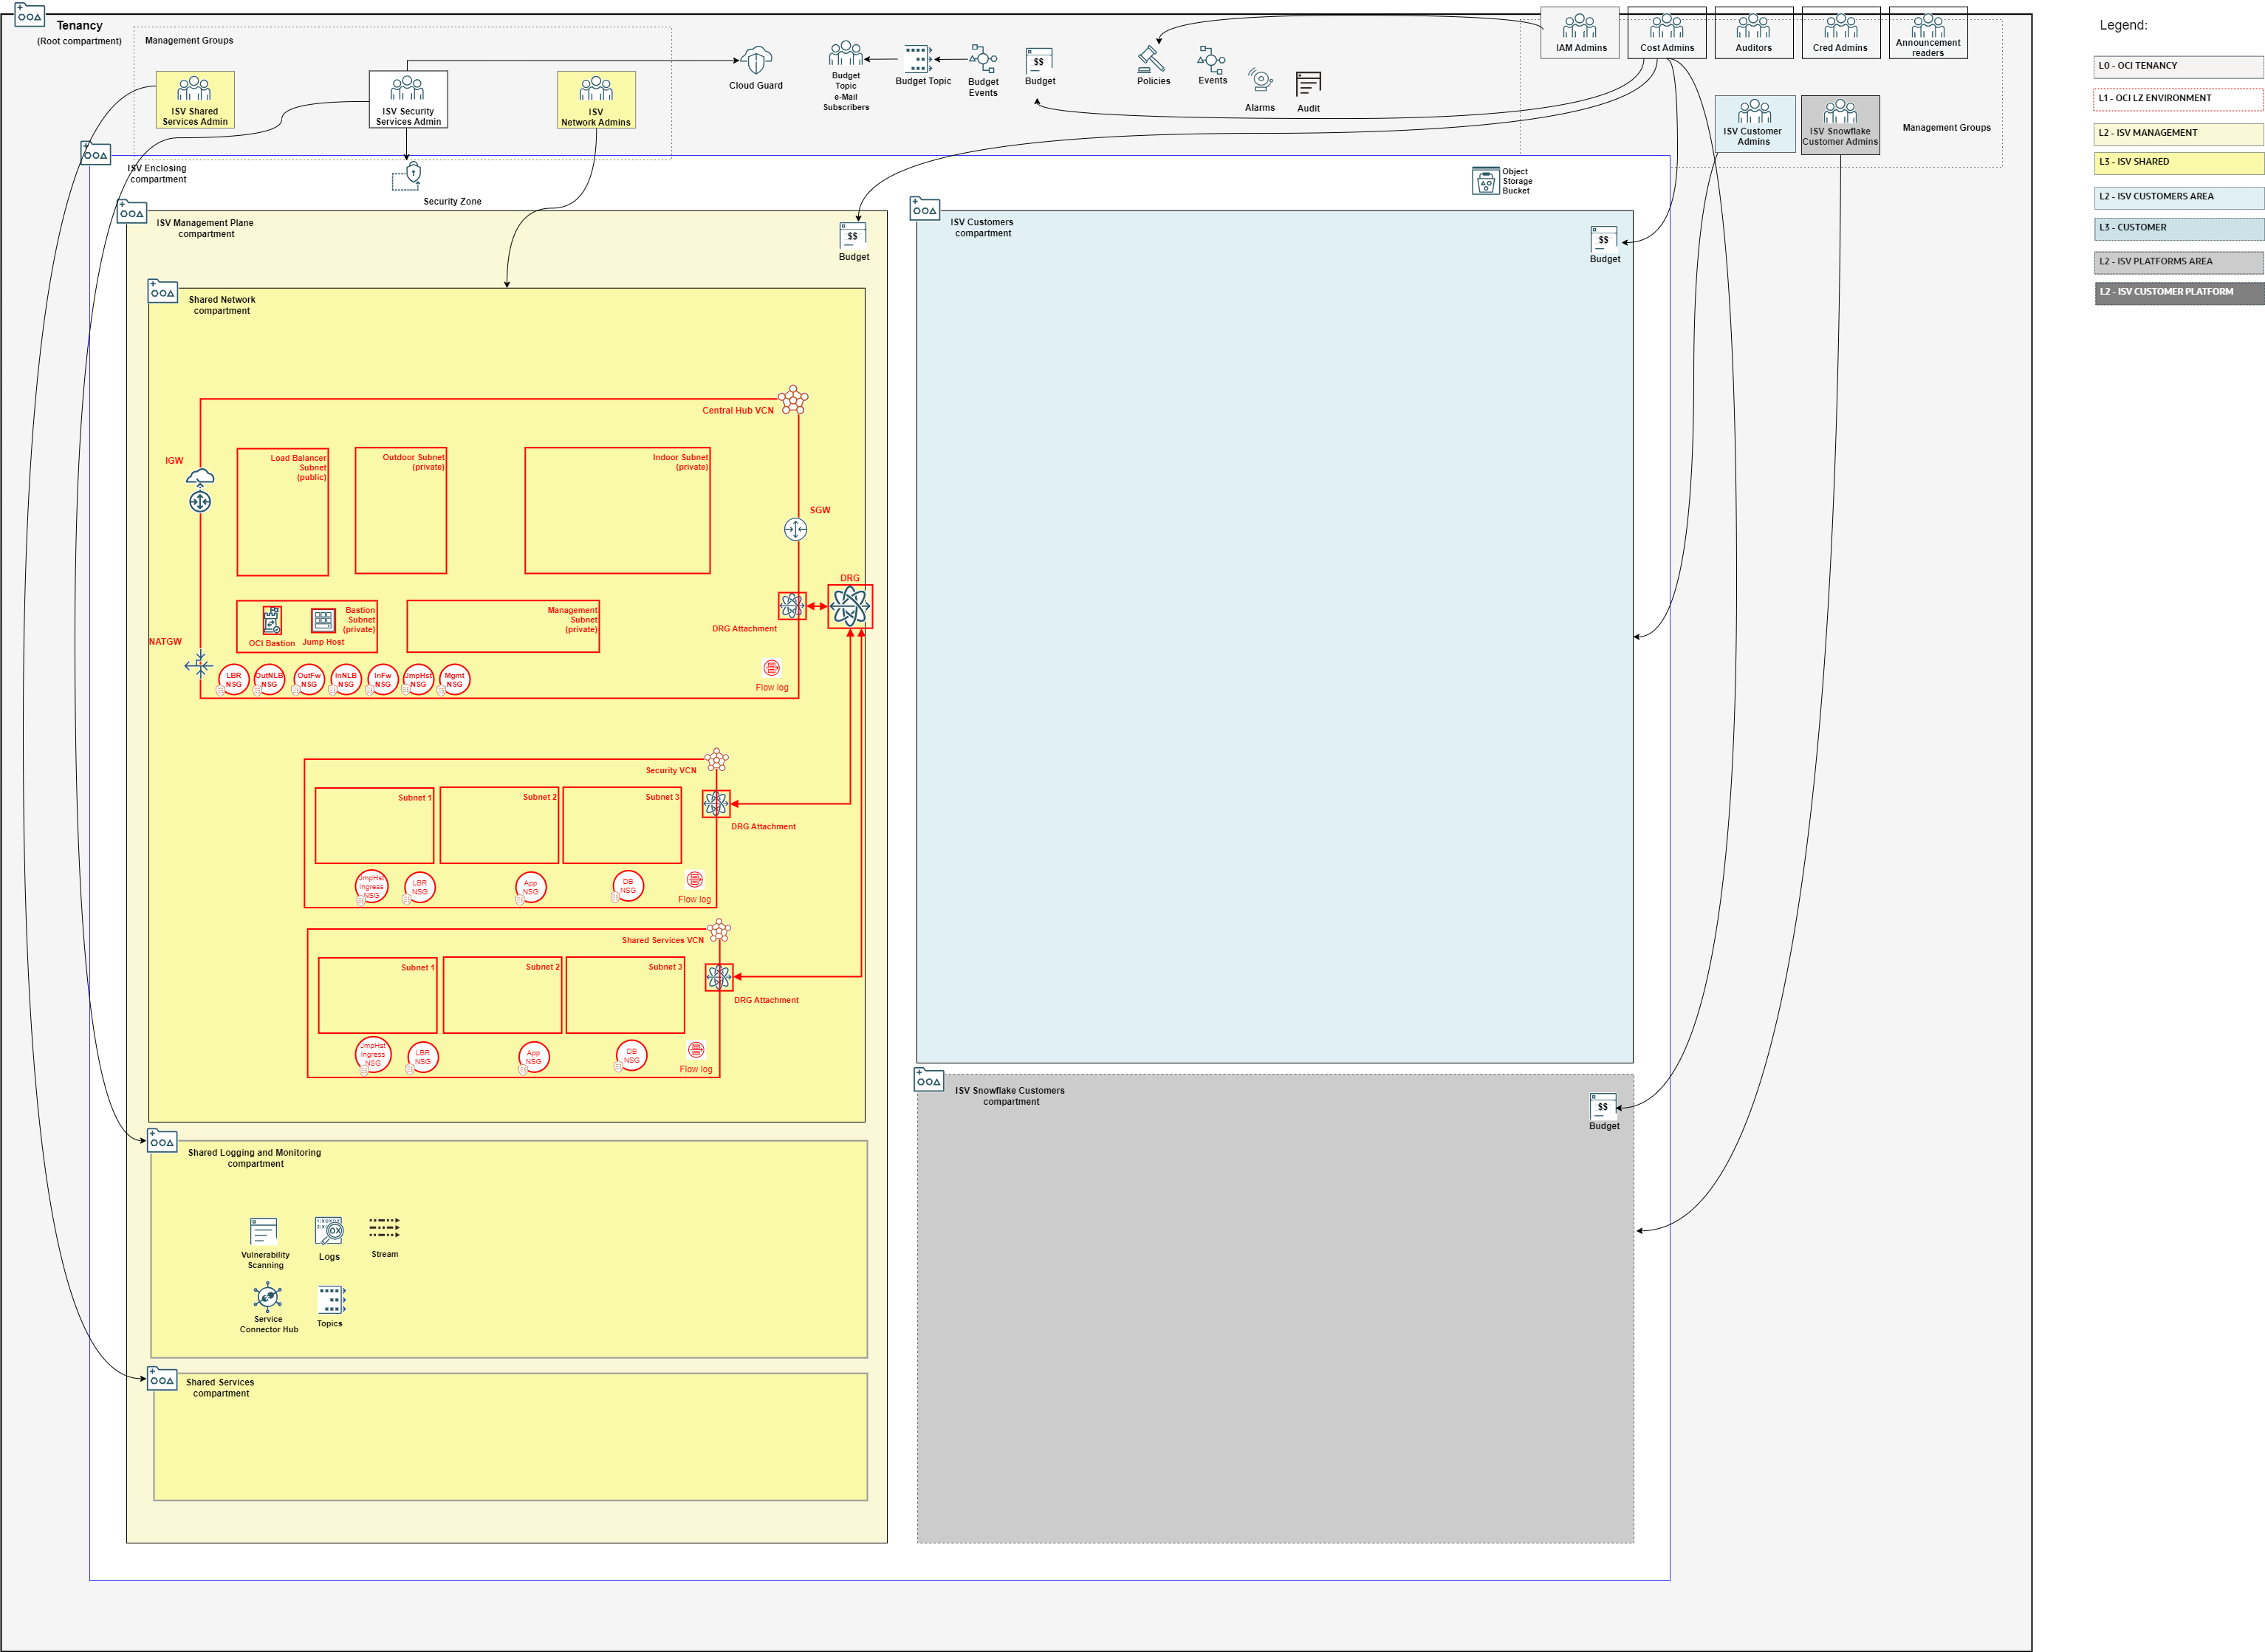 Tenancy
(Root compartment)
Management Groups
ISV Shared
Services Admin
ISV Security
Services Admin
ISV
Network Admins
Cloud Guard
Budget
Topic
e-Mail
Subscribers
Budget Topic
Budget
Events
$$
Budget
Policies
Events
Alarms
Audit
IAM Admins
Cost Admins
Auditors
Cred Admins
Announcement
readers
ISV Customer
Admins
ISV Snowflake
Customer Admins
Management Groups
Legend:
L0 - OCI TENANCY
L1 - OCI LZ ENVIRONMENT
L2 - ISV MANAGEMENT
L3 - ISV SHARED
L2 - ISV CUSTOMERS AREA
L3 - CUSTOMER
L2 - ISV PLATFORMS AREA
L2 - ISV CUSTOMER PLATFORM
ISV Enclosing
compartment
Security Zone
Object
Storage
Bucket
ISV Management Plane
compartment
$$
Budget
Shared Network
compartment
Central Hub VCN
IGW
Load Balancer
Subnet
(public)
Outdoor Subnet
(private)
Indoor Subnet
(private)
SGW
DRG
DRG Attachment
Bastion
Subnet
(private)
OCI Bastion
Jump Host
Management
Subnet
(private)
NATGW
LBR
NSG
OutNLB
NSG
OutFw
NSG
InNLB
NSG
InFw
NSG
JmpHst
NSG
Mgmt
NSG
Flow log
Security VCN
Subnet 1
Subnet 2
Subnet 3
DRG Attachment
JmpHst
Ingress
NSG
LBR
NSG
App
NSG
DB
NSG
Flow log
Shared Services VCN
Subnet 1
Subnet 2
Subnet 3
DRG Attachment
JmpHst
Ingress
NSG
LBR
NSG
App
NSG
DB
NSG
Flow log
Shared Logging and Monitoring
compartment
Vulnerability
Scanning
Logs
Stream
Service
Connector Hub
Topics
Shared Services
compartment
ISV Customers
compartment
$$
Budget
ISV Snowflake Customers
compartment
$$
Budget